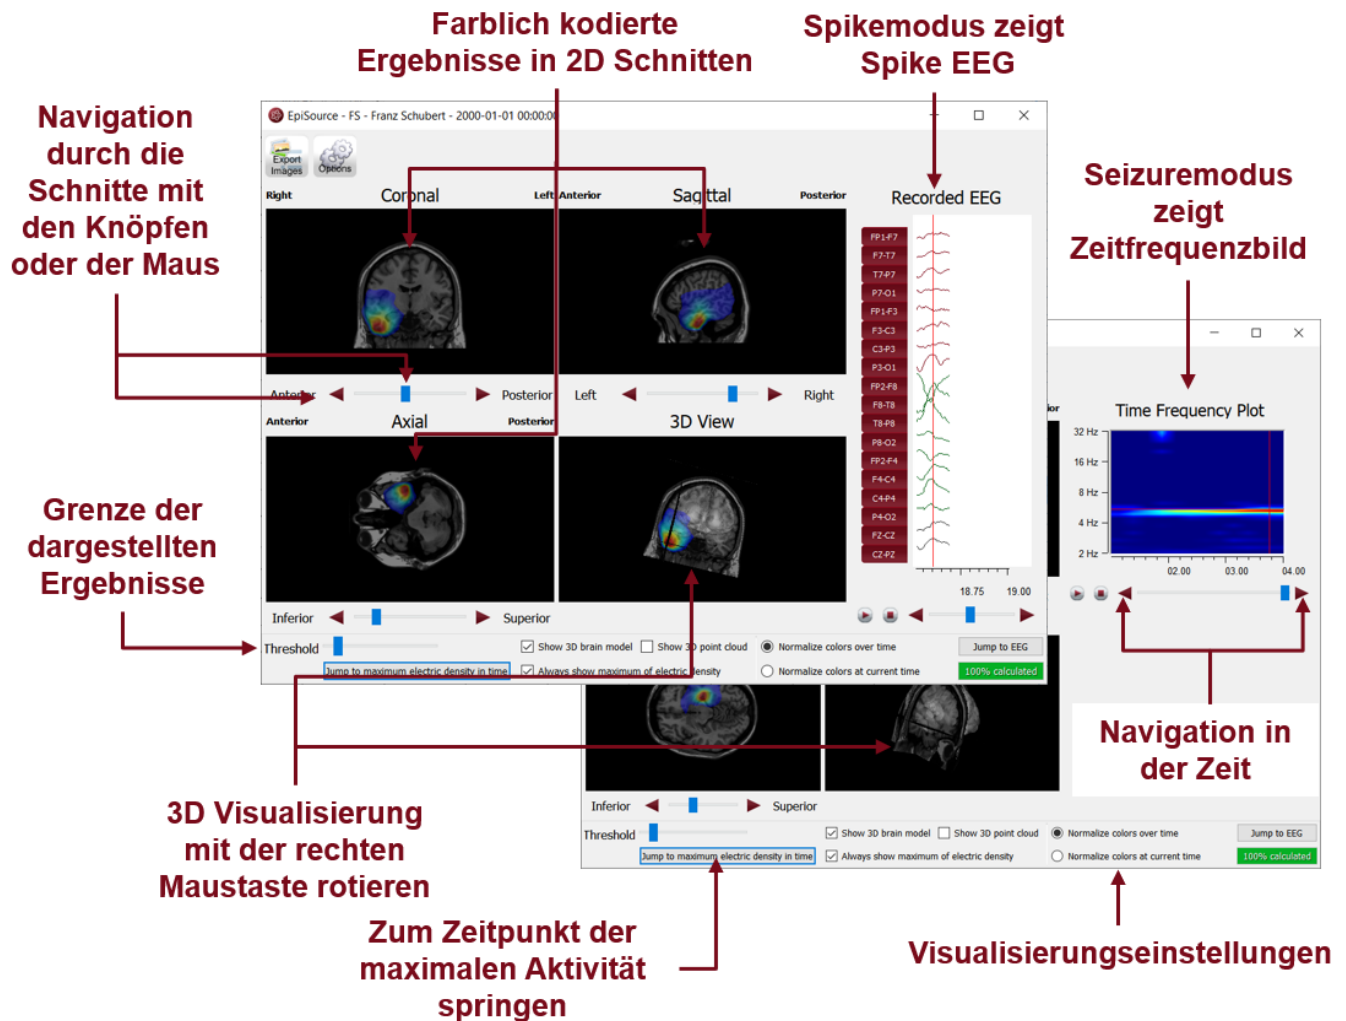 Farblich kodierte
Ergebnisse in 2D Schnitten
Spikemodus zeigt
Spike EEG
Navigation
durch die
Schnitte mit
den Knöpfen
oder der Maus
Seizuremodus
zeigt
Zeitfrequenzbild
EpiSource - FS - Franz Schubert - 2000-01-01 00:00:00
Export
Images
Options
Right
Coronal
Left
Anterior
Sagittal
Posterior
Recorded EEG
FP1-F7
F7-T7
T7-P7
P7-O1
FP1-F3
F3-C3
C3-P3
P3-O1
FP2-F8
F8-T8
T8-P8
P8-O2
FP2-F4
F4-C4
C4-P4
P4-O2
FZ-CZ
CZ-PZ
18.75 19.00
Anterior
Posterior
Left
Right
Anterior
Axial
Posterior
3D View
Inferior
Superior
Threshold
Show 3D brain model
Show 3D point cloud
Normalize colors over time
Jump to EEG
Jump to maximum electric density in time
Always show maximum of electric density
Normalize colors at current time
100% calculated
Grenze der
dargestellten
Ergebnisse
Time Frequency Plot
32 Hz
16 Hz
8 Hz
4 Hz
2 Hz
02.00 03.00 04.00
Navigation in
der Zeit
Inferior
Superior
Threshold
Show 3D brain model
Show 3D point cloud
Normalize colors over time
Jump to EEG
Jump to maximum electric density in time
Always show maximum of electric density
Normalize colors at current time
100% calculated
3D Visualisierung
mit der rechten
Maustaste rotieren
Zum Zeitpunkt der
maximalen Aktivität
springen
Visualisierungseinstellungen